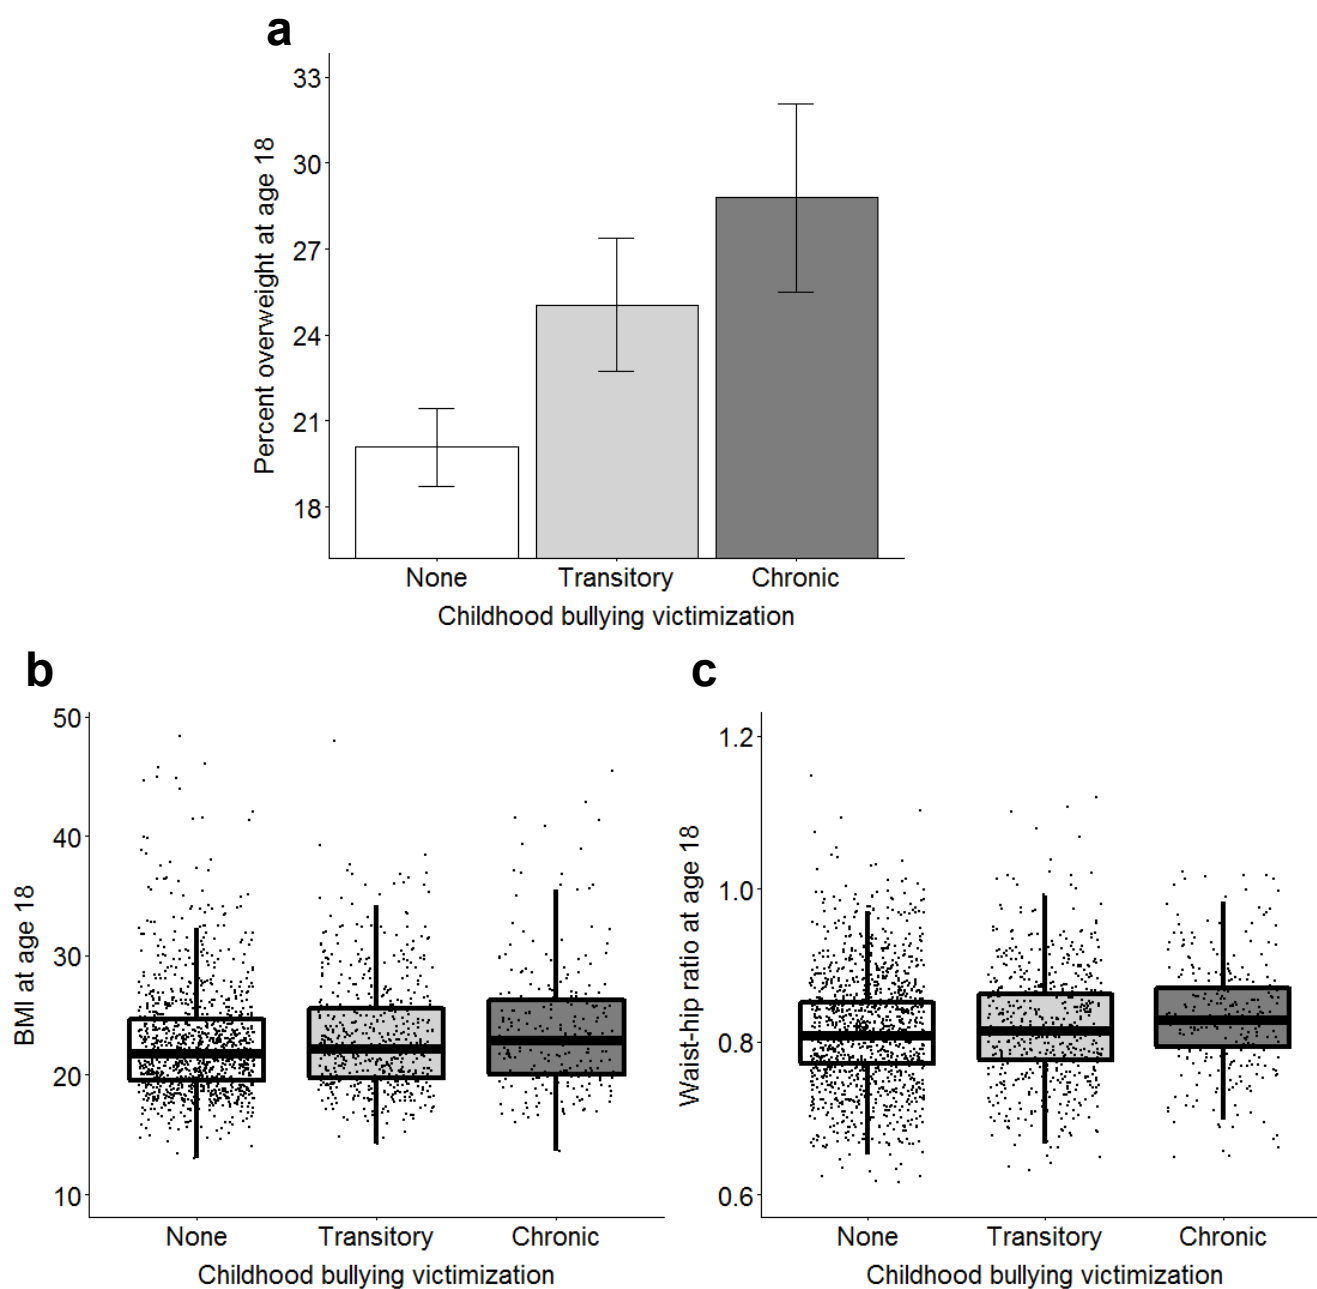 a
Percent overweight at age 18
33
30
27
24
21
18
None Transitory Chronic
Childhood bullying victimization
b
BMI at age 18
50
40
30
20
10
None Transitory Chronic
Childhood bullying victimization
c
Waist-hip ratio at age 18
1.2
1.0
0.8
0.6
None Transitory Chronic
Childhood bullying victimization